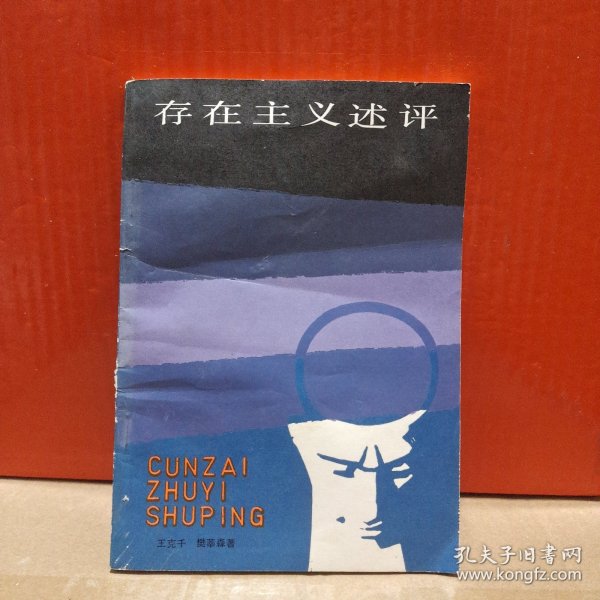 存在主义述评
CUNZAI
ZHUYI
SHUPING
王克千 樊莘森著
孔夫子旧书网
www.kongfz.com